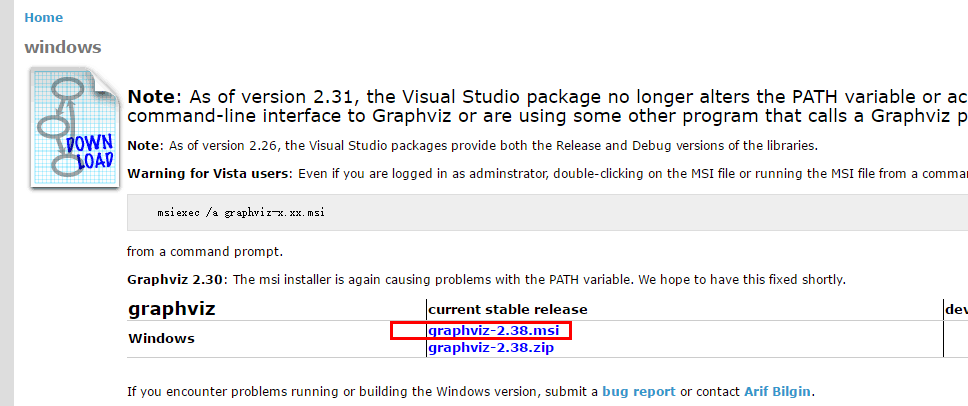 Home
windows
DOWN
LOAD
Note: As of version 2.31, the Visual Studio package no longer alters the PATH variable or ac
command-line interface to Graphviz or are using some other program that calls a Graphviz p
Note: As of version 2.26, the Visual Studio packages provide both the Release and Debug versions of the libraries.
Warning for Vista users: Even if you are logged in as adminstrator, double-clicking on the MSI file or running the MSI file from a comma
msiexec /a graphviz-x.xx.msi
from a command prompt.
Graphviz 2.30: The msi installer is again causing problems with the PATH variable. We hope to have this fixed shortly.
graphviz current stable release dev
Windows graphviz-2.38.msi
graphviz-2.38.zip
If you encounter problems running or building the Windows version, submit a bug report or contact Arif Bilgin.